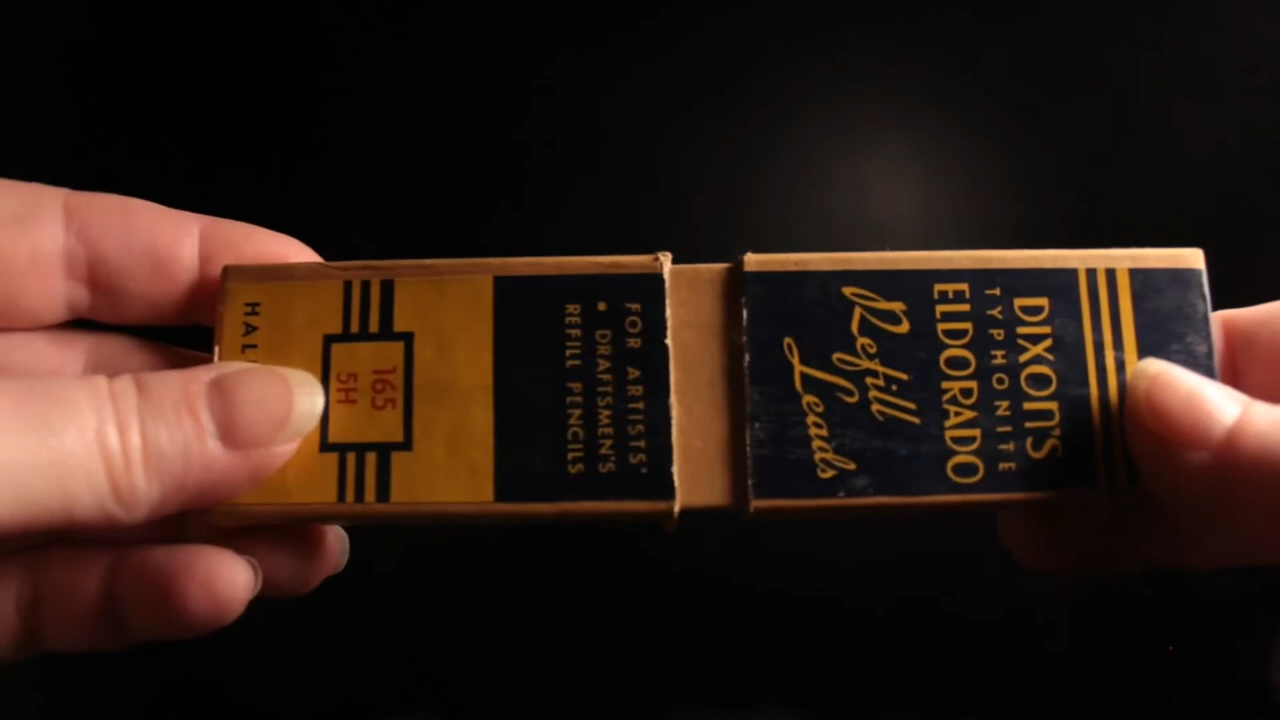 DIXON'S
TYPHONITE
ELDORADO
Refill
Leads
FOR ARTISTS'
• DRAFTSMEN'S
REFILL PENCILS
165
5H